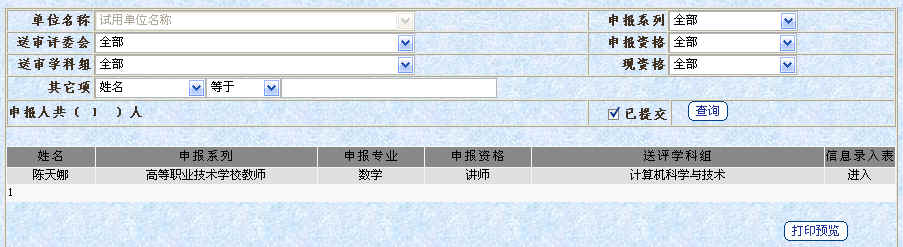 单位名称 试用单位名称 申报系列 全部
送审评委会 全部 申报资格 全部
送审学科组 全部 现资格 全部
其它项 姓名 等于
申报人共（ 1 ）人 已提交 查询
姓名 申报系列 申报专业 申报资格 送评学科组 信息录入表
陈天娜 高等职业技术学校教师 数学 讲师 计算机科学与技术 进入
1
打印预览